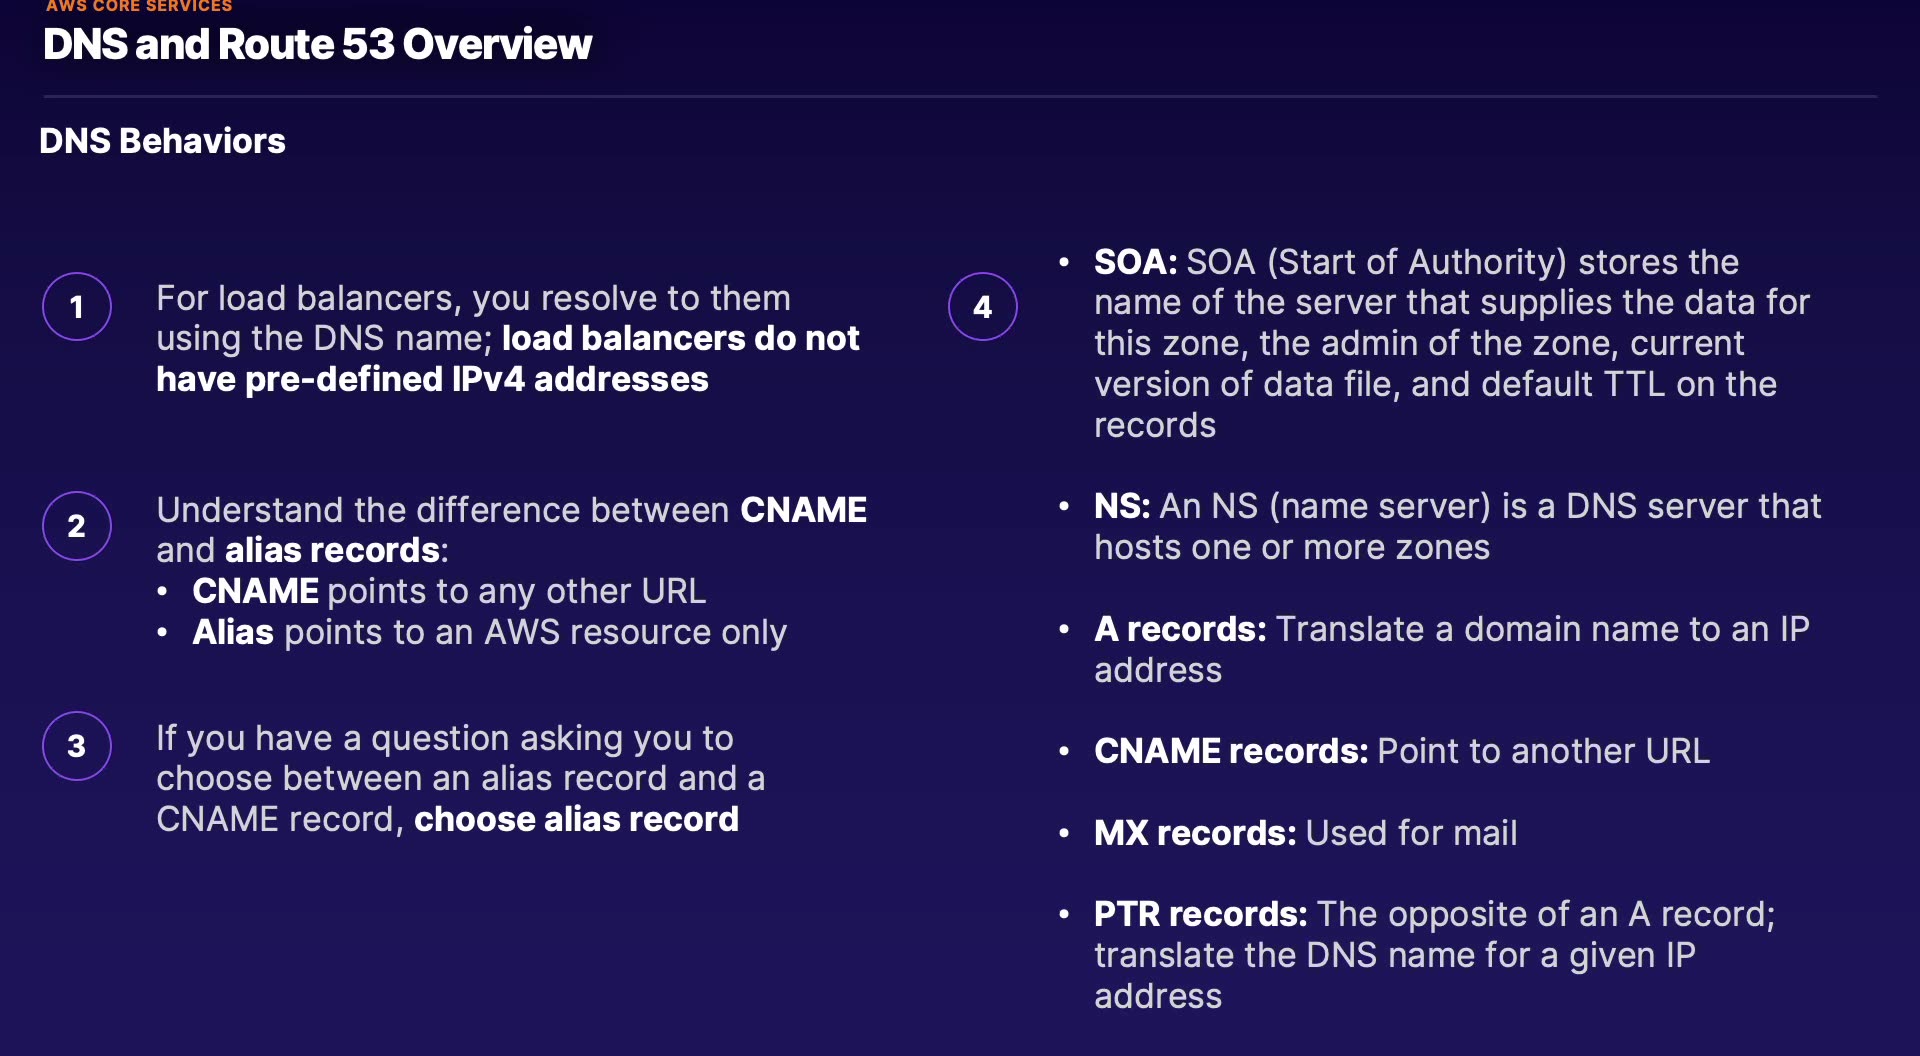 AWS CORE SERVICES
DNS and Route 53 Overview
DNS Behaviors
1
For load balancers, you resolve to them
using the DNS name; load balancers do not
have pre-defined IPv4 addresses
2
Understand the difference between CNAME
and alias records:
• CNAME points to any other URL
• Alias points to an AWS resource only
3
If you have a question asking you to
choose between an alias record and a
CNAME record, choose alias record
4
• SOA: SOA (Start of Authority) stores the
name of the server that supplies the data for
this zone, the admin of the zone, current
version of data file, and default TTL on the
records
• NS: An NS (name server) is a DNS server that
hosts one or more zones
• A records: Translate a domain name to an IP
address
• CNAME records: Point to another URL
• MX records: Used for mail
• PTR records: The opposite of an A record;
translate the DNS name for a given IP
address